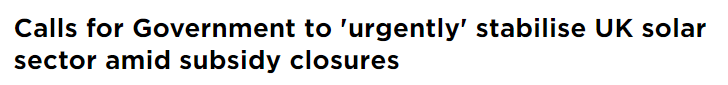 Calls for Government to 'urgently' stabilise UK solar
sector amid subsidy closures